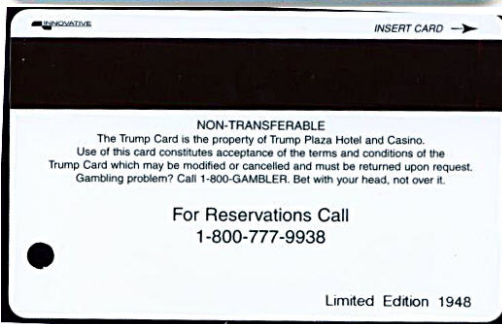 INNOVATIVE
INSERT CARD
NON-TRANSFERABLE
The Trump Card is the property of Trump Plaza Hotel and Casino.
Use of this card constitutes acceptance of the terms and conditions of the
Trump Card which may be modified or cancelled and must be returned upon request.
Gambling problem? Call 1-800-GAMBLER. Bet with your head, not over it.
For Reservations Call
1-800-777-9938
Limited Edition 1948